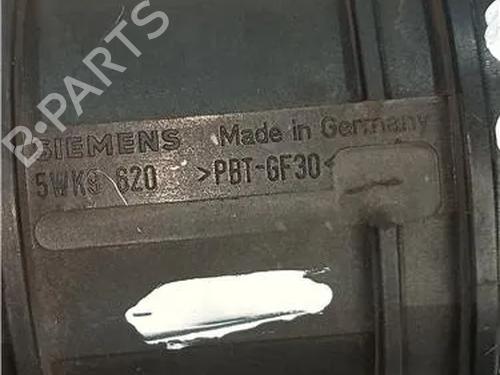 B-PARTS
SIEMENS Made in Germany
5WK9 620 >PBT-GF30<